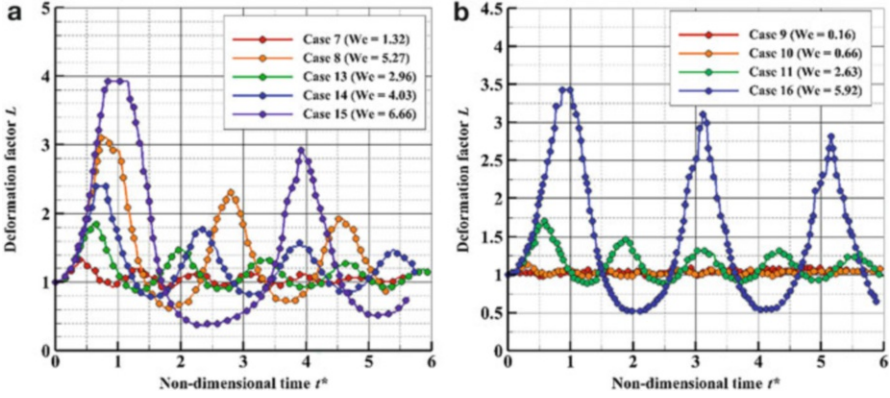 a
Deformation factor L
5
4
3
2
1
0
Case 7 (We = 1.32)
Case 8 (We = 5.27)
Case 13 (We = 2.96)
Case 14 (We = 4.03)
Case 15 (We = 6.66)
0 1 2 3 4 5 6
Non-dimensional time t*
b
Deformation factor L
4.5
4
3.5
3
2.5
2
1.5
1
0.5
0
Case 9 (We = 0.16)
Case 10 (We = 0.66)
Case 11 (We = 2.63)
Case 16 (We = 5.92)
0 1 2 3 4 5 6
Non-dimensional time t*